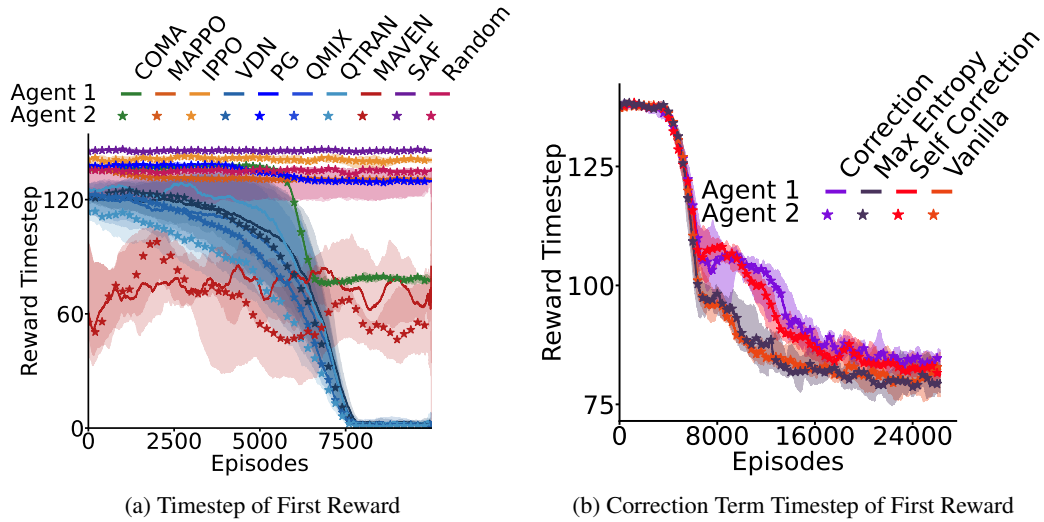 COMA
MAPPO
IPPO
VDN
PG
QMIX
QTRAN
MAVEN
SAF
Random
Agent 1
Agent 2
Reward Timestep
120
60
0
0
2500
5000
7500
Episodes
(a) Timestep of First Reward
Correction
Max Entropy
Self Correction
Vanilla
Agent 1
Agent 2
Reward Timestep
125
100
75
0
8000
16000
24000
Episodes
(b) Correction Term Timestep of First Reward